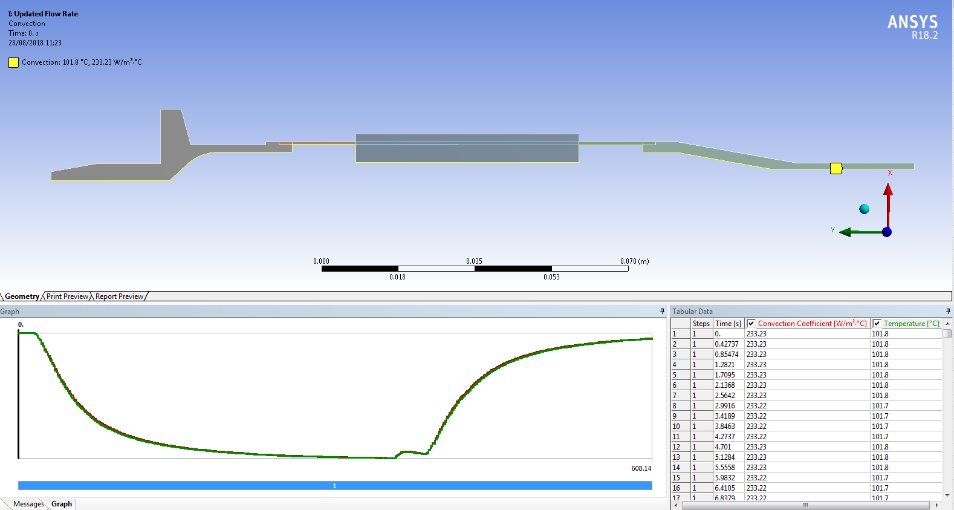 I: Updated Flow Rate
Convection
Time: 0. s
28/08/2018 11:23
Convection: 101.8 °C, 233.23 W/m²·°C
ANSYS
R18.2
X
Y
0.000 0.035 0.070 (m)
0.018 0.053
Geometry Print Preview Report Preview
Graph
0.
608.14
1
Messages Graph
Tabular Data
Steps Time [s] Convection Coefficient [W/m²·°C] Temperature [°C]
1 1 0. 233.23 101.8
2 1 0.42737 233.23 101.8
3 1 0.85474 233.23 101.8
4 1 1.2821 233.23 101.8
5 1 1.7095 233.23 101.8
6 1 2.1368 233.23 101.8
7 1 2.5642 233.23 101.8
8 1 2.9916 233.22 101.7
9 1 3.4189 233.22 101.7
10 1 3.8463 233.22 101.7
11 1 4.2737 233.22 101.7
12 1 4.701 233.23 101.8
13 1 5.1284 233.23 101.8
14 1 5.5558 233.23 101.8
15 1 5.9832 233.22 101.7
16 1 6.4105 233.22 101.7
17 1 6.8379 233.22 101.7